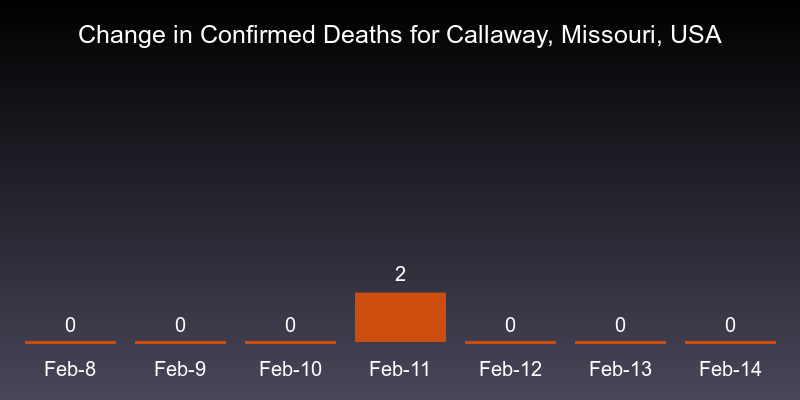 Change in Confirmed Deaths for Callaway, Missouri, USA
2
0 0 0 0 0 0
Feb-8 Feb-9 Feb-10 Feb-11 Feb-12 Feb-13 Feb-14